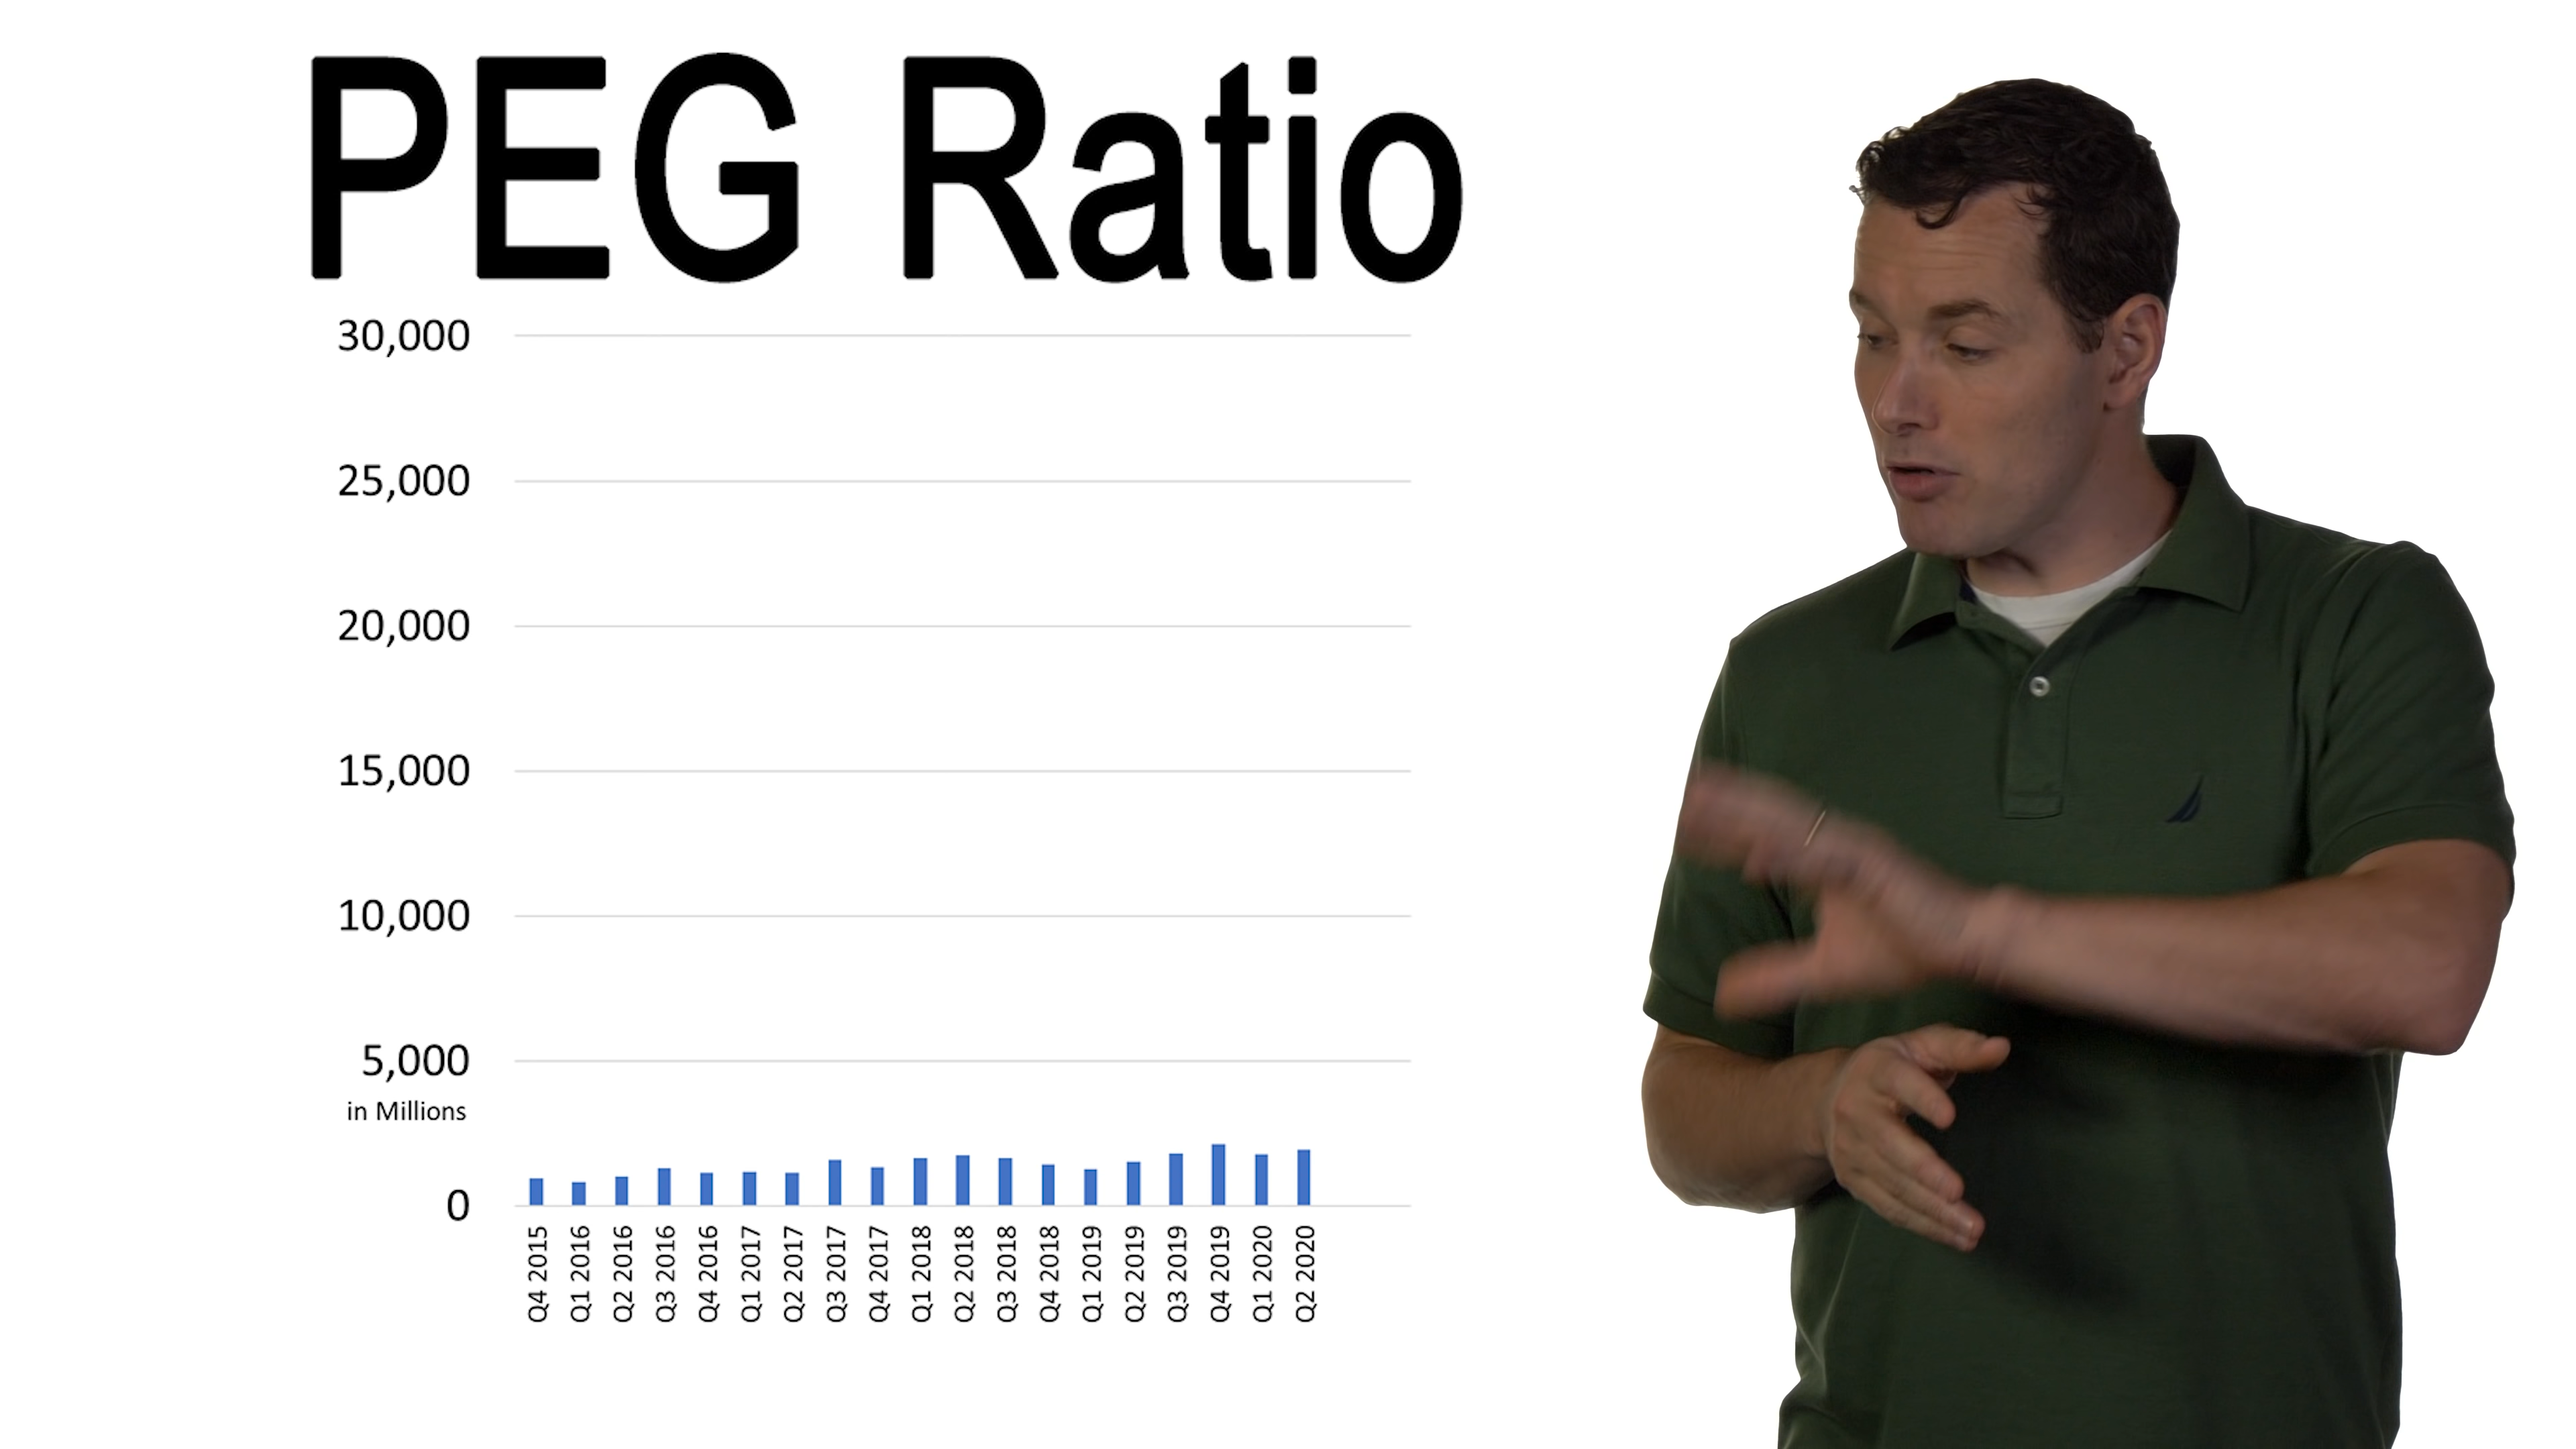 PEG Ratio
30,000
25,000
20,000
15,000
10,000
5,000
in Millions
0
Q4 2015
Q1 2016
Q2 2016
Q3 2016
Q4 2016
Q1 2017
Q2 2017
Q3 2017
Q4 2017
Q1 2018
Q2 2018
Q3 2018
Q4 2018
Q1 2019
Q2 2019
Q3 2019
Q4 2019
Q1 2020
Q2 2020